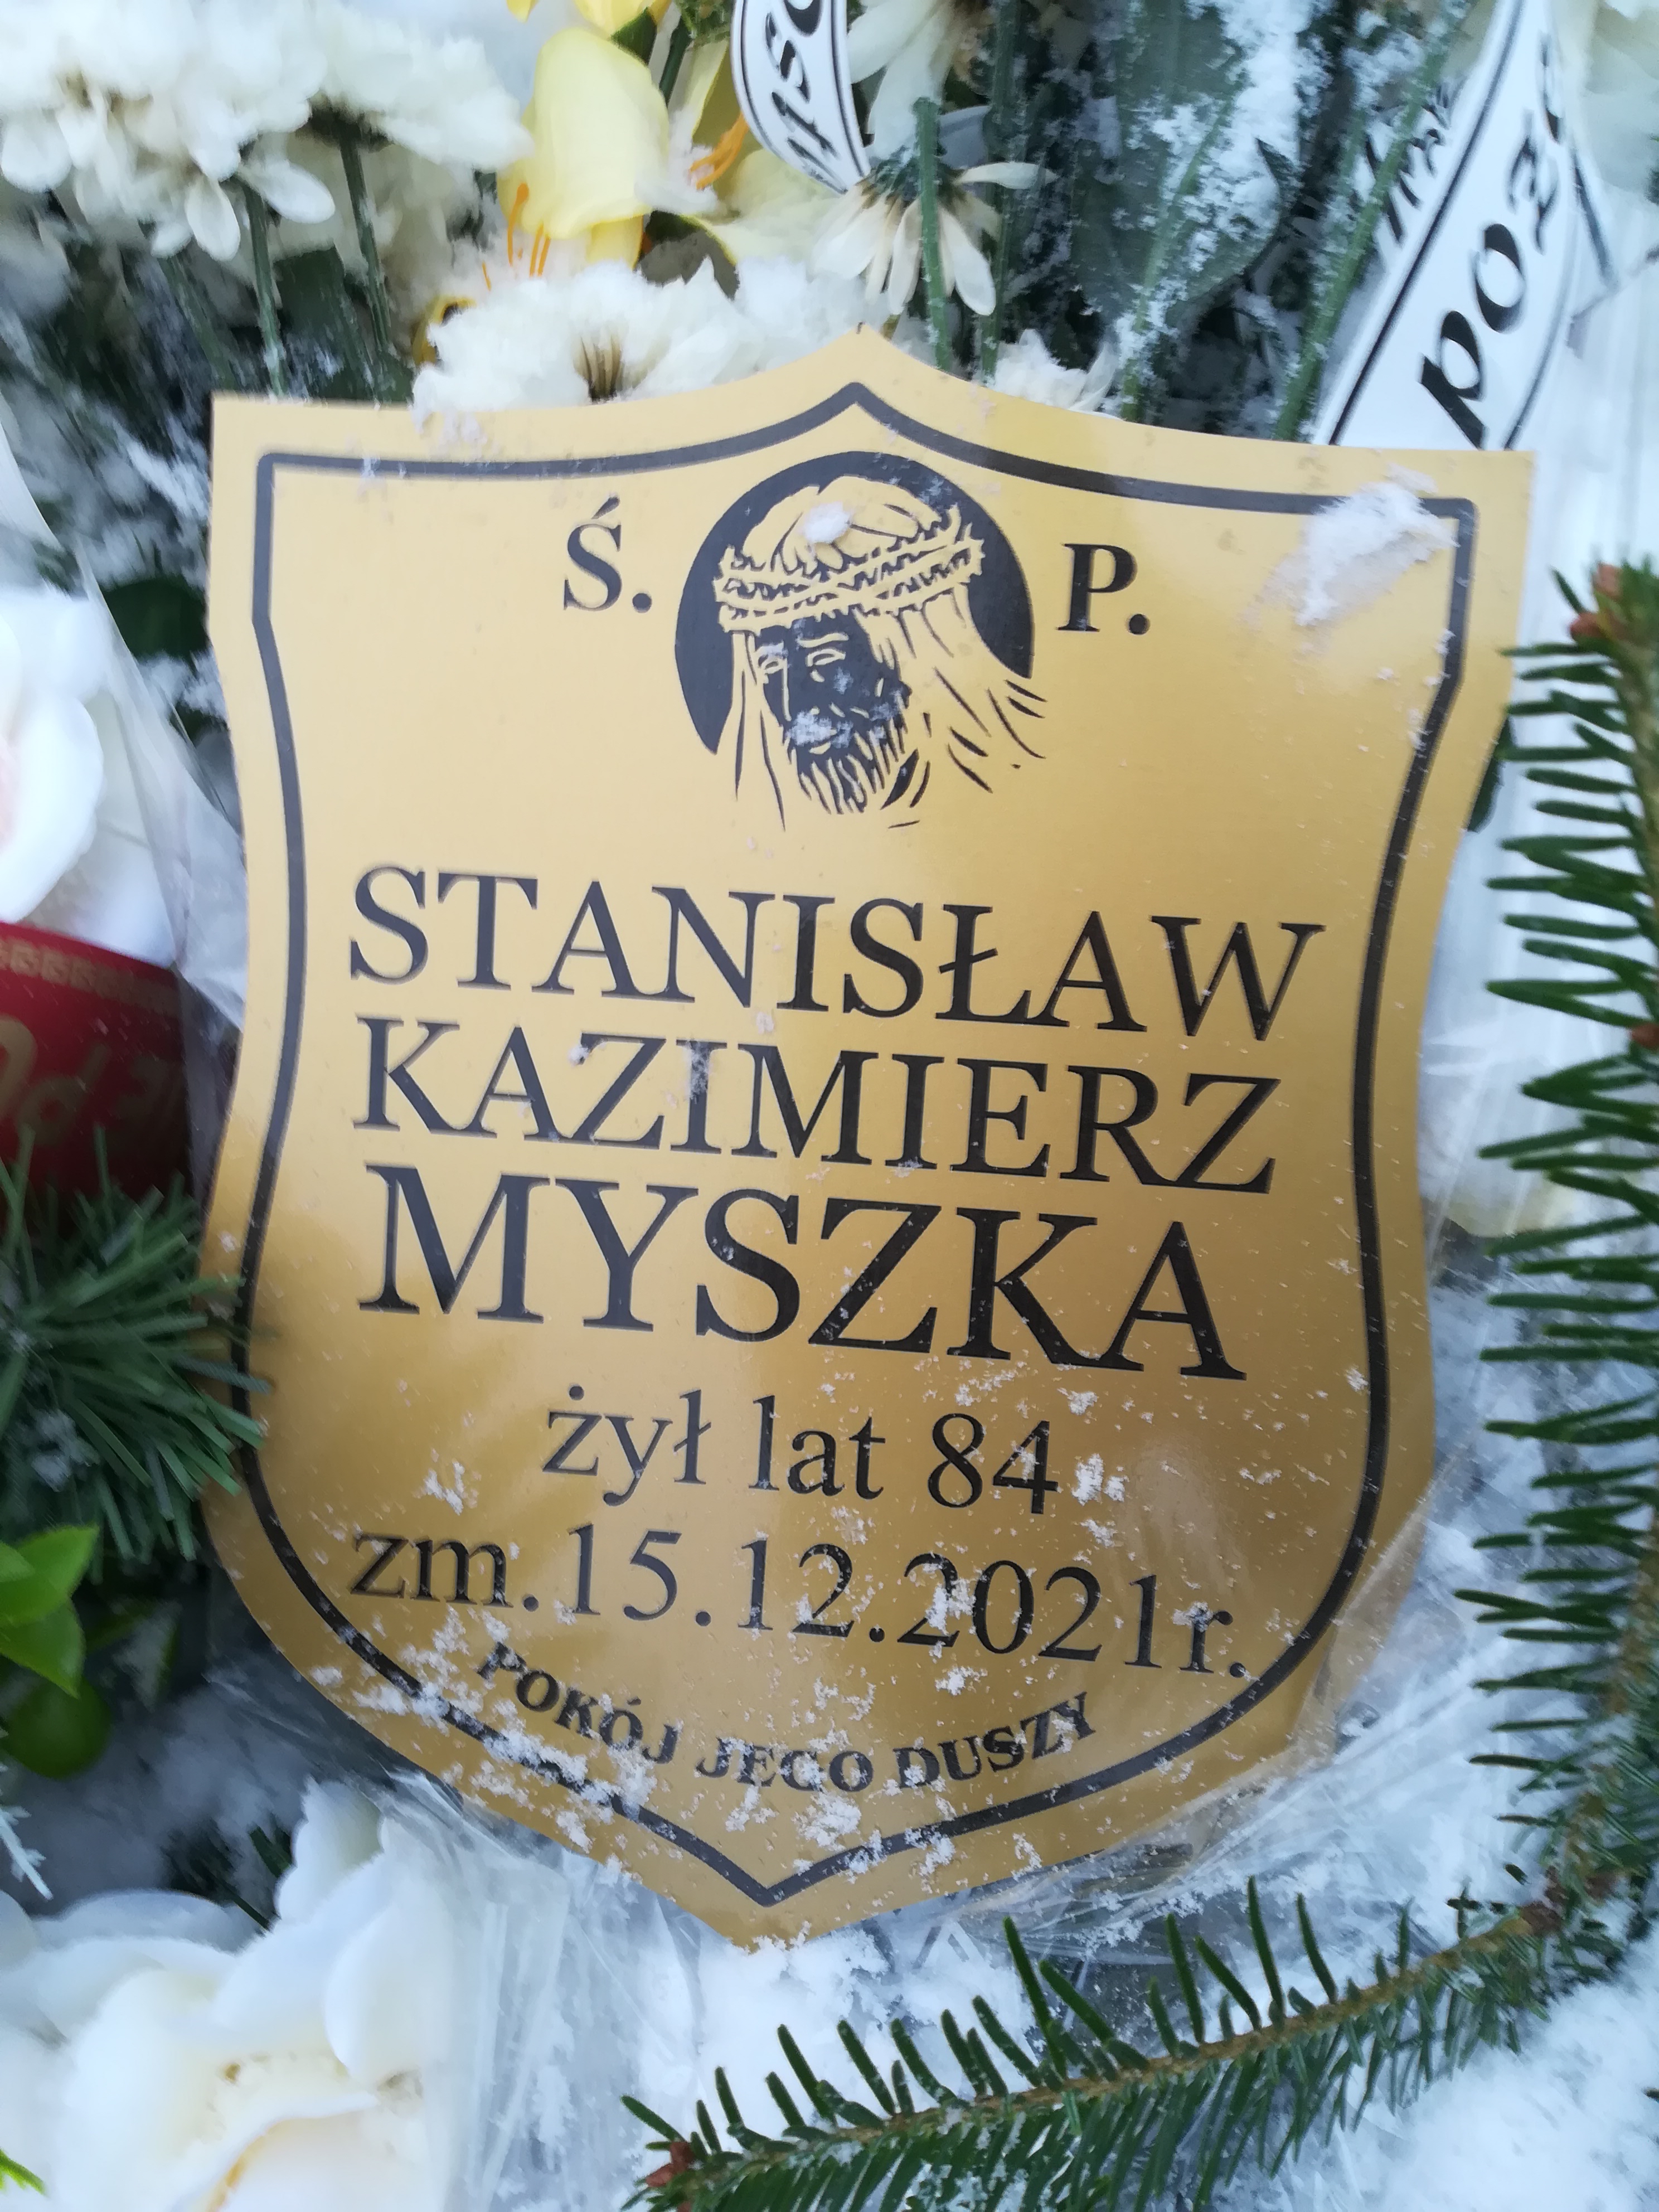 Ś. P.
STANISŁAW
KAZIMIERZ
MYSZKA
żył lat 84
zm.15.12.2021r.
POKÓJ JEGO DUSZY